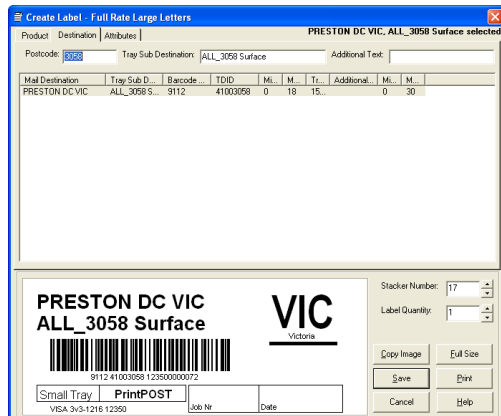 Create Label - Full Rate Large Letters
Product Destination Attributes PRESTON DC VIC, ALL_3058 Surface selected
Postcode: 3058 Tray Sub Destination: ALL_3058 Surface Additional Text:
Mail Destination Tray Sub D... Barcode ... TDID Mi... M... Tr... Additional... Mi... M...
PRESTON DC VIC ALL_3058 S... 9112 41003058 0 18 15... 0 30
PRESTON DC VIC
ALL_3058 Surface
VIC
Victoria
9112 41003058 123500000072
Small Tray PrintPOST
VISA 3v3-1216 12350 Job Nr Date
Stacker Number: 17
Label Quantity: 1
Copy Image Full Size
Save Print
Cancel Help